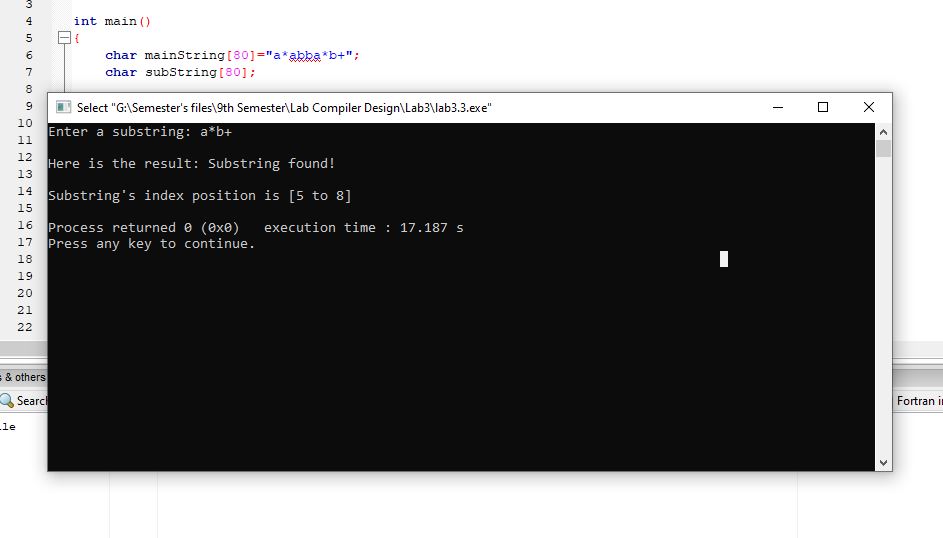 3
4 int main()
5 {
6 char mainString[80]="a*abba*b+";
7 char subString[80];
8
9
10
11
12
13
14
15
16
17
18
19
20
21
22
Select "G:\Semester's files\9th Semester\Lab Compiler Design\Lab3\lab3.3.exe"
Enter a substring: a*b+
Here is the result: Substring found!
Substring's index position is [5 to 8]
Process returned 0 (0x0)   execution time : 17.187 s
Press any key to continue.
s & others
Search
Fortran in
le